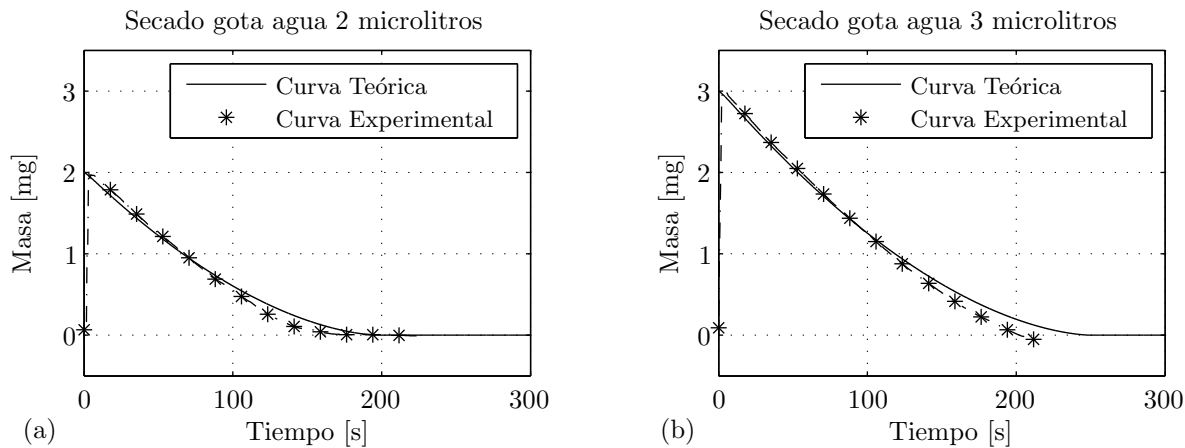 Secado gota agua 2 microlitros
Curva Teórica
Curva Experimental
Masa [mg]
3
2
1
0
0
100
200
300
Tiempo [s]
(a)
Secado gota agua 3 microlitros
Curva Teórica
Curva Experimental
Masa [mg]
3
2
1
0
0
100
200
300
Tiempo [s]
(b)